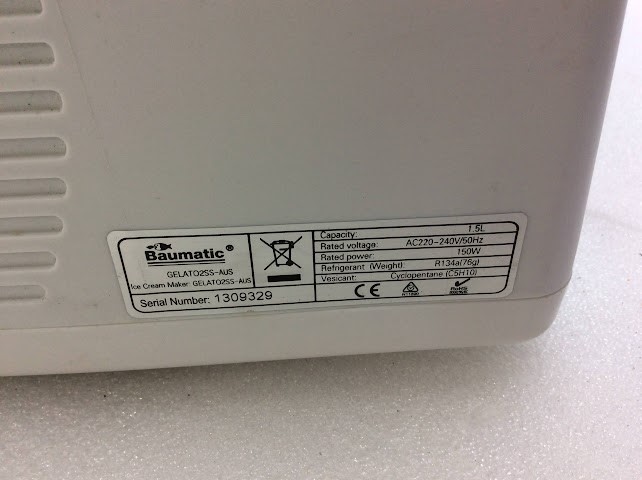 Baumatic®
GELATO2SS-AUS
Ice Cream Maker: GELATO2SS-AUS
Serial Number: 1309329
Capacity: 1.5L
Rated voltage: AC220-240V/50Hz
Rated power: 150W
Refrigerant (Weight): R134a(76g)
Vesicant: Cyclopentane (C5H10)
CE
RoHS